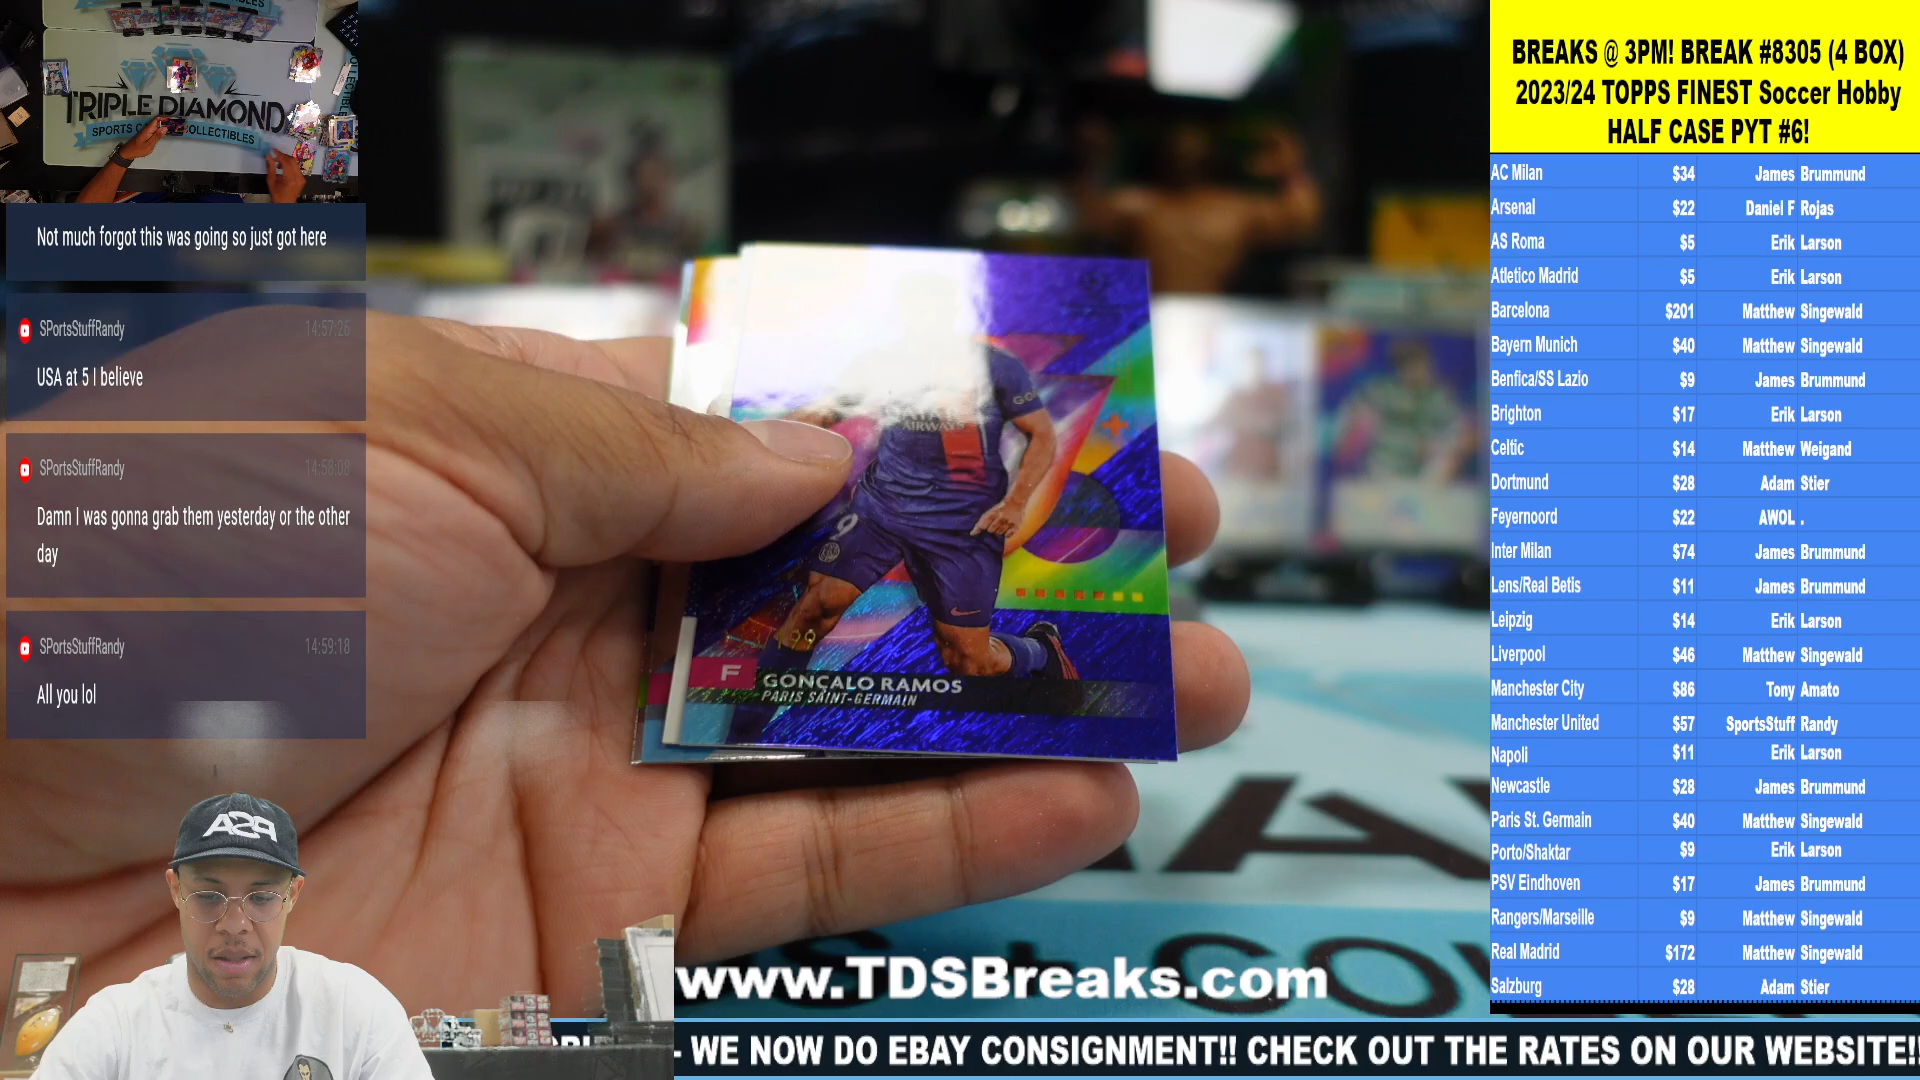 TRIPLE DIAMOND
SPORTS
COLLECTIBLES
Not much forgot this was going so just got here
SPortsStuffRandy 14:57:26
USA at 5 I believe
SPortsStuffRandy 14:58:08
Damn I was gonna grab them yesterday or the other
day
SPortsStuffRandy 14:59:18
All you lol
PSA
AIRWAYS
9
F GONÇALO RAMOS
PARIS SAINT-GERMAIN
www.TDSBreaks.com
- WE NOW DO EBAY CONSIGNMENT!! CHECK OUT THE RATES ON OUR WEBSITE!!
BREAKS @ 3PM! BREAK #8305 (4 BOX)
2023/24 TOPPS FINEST Soccer Hobby
HALF CASE PYT #6!
AC Milan $34 James Brummund
Arsenal $22 Daniel F Rojas
AS Roma $5 Erik Larson
Atletico Madrid $5 Erik Larson
Barcelona $201 Matthew Singewald
Bayern Munich $40 Matthew Singewald
Benfica/SS Lazio $9 James Brummund
Brighton $17 Erik Larson
Celtic $14 Matthew Weigand
Dortmund $28 Adam Stier
Feyernoord $22 AWOL .
Inter Milan $74 James Brummund
Lens/Real Betis $11 James Brummund
Leipzig $14 Erik Larson
Liverpool $46 Matthew Singewald
Manchester City $86 Tony Amato
Manchester United $57 SportsStuff Randy
Napoli $11 Erik Larson
Newcastle $28 James Brummund
Paris St. Germain $40 Matthew Singewald
Porto/Shaktar $9 Erik Larson
PSV Eindhoven $17 James Brummund
Rangers/Marseille $9 Matthew Singewald
Real Madrid $172 Matthew Singewald
Salzburg $28 Adam Stier